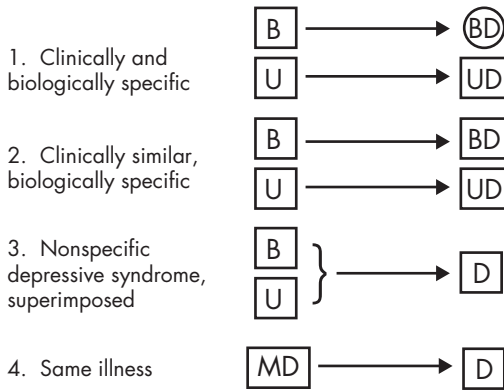 B BD
1. Clinically and
biologically specific
U UD
B BD
2. Clinically similar,
biologically specific
U UD
3. Nonspecific
depressive syndrome,
superimposed
B
U
D
4. Same illness MD D